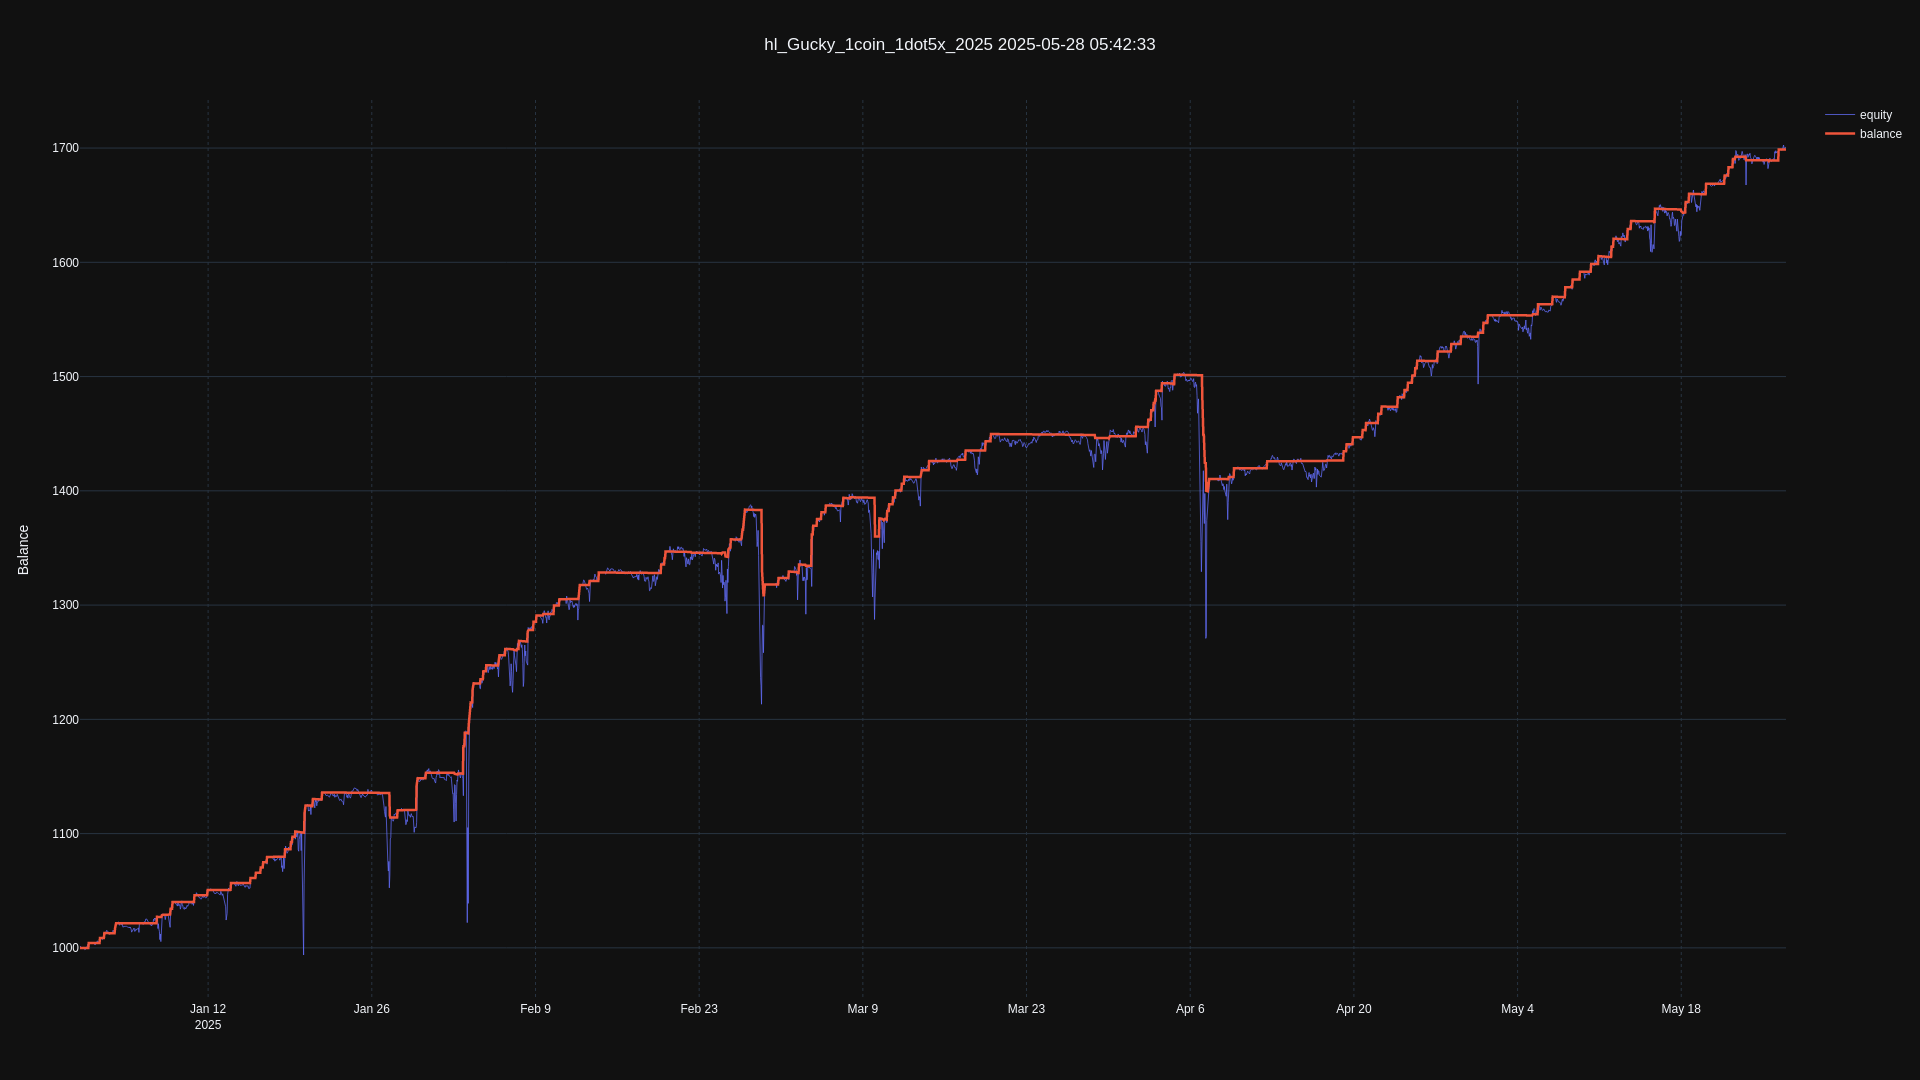 hl_Gucky_1coin_1dot5x_2025 2025-05-28 05:42:33
equity
balance
Balance
1700
1600
1500
1400
1300
1200
1100
1000
Jan 12 Jan 26 Feb 9 Feb 23 Mar 9 Mar 23 Apr 6 Apr 20 May 4 May 18
2025